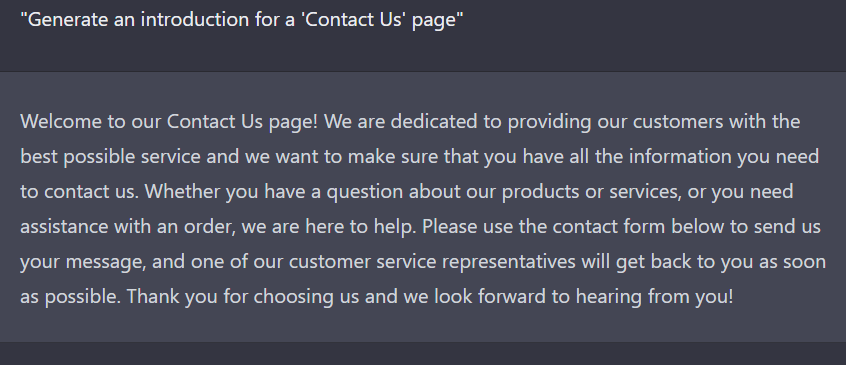 "Generate an introduction for a 'Contact Us' page"
Welcome to our Contact Us page! We are dedicated to providing our customers with the
best possible service and we want to make sure that you have all the information you need
to contact us. Whether you have a question about our products or services, or you need
assistance with an order, we are here to help. Please use the contact form below to send us
your message, and one of our customer service representatives will get back to you as soon
as possible. Thank you for choosing us and we look forward to hearing from you!